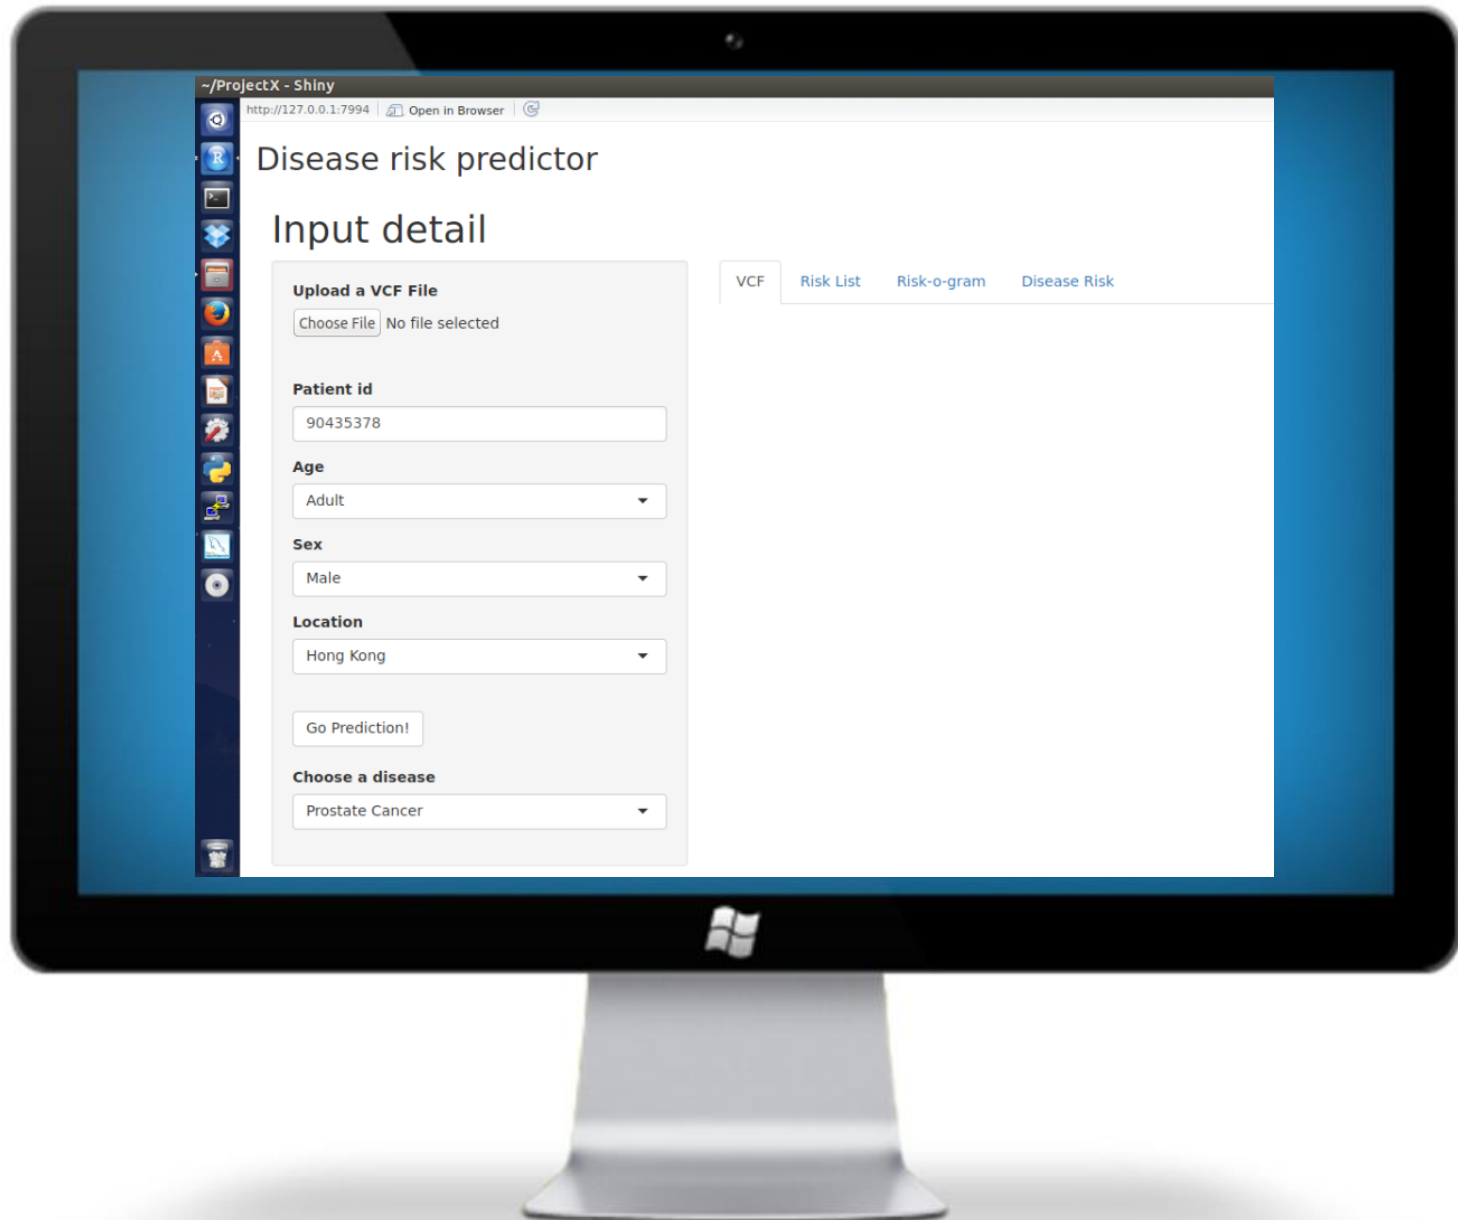 ~/ProjectX - Shiny
http://127.0.0.1:7994 Open in Browser
Disease risk predictor
Input detail
Upload a VCF File
Choose File No file selected
Patient id
90435378
Age
Adult
Sex
Male
Location
Hong Kong
Go Prediction!
Choose a disease
Prostate Cancer
VCF Risk List Risk-o-gram Disease Risk